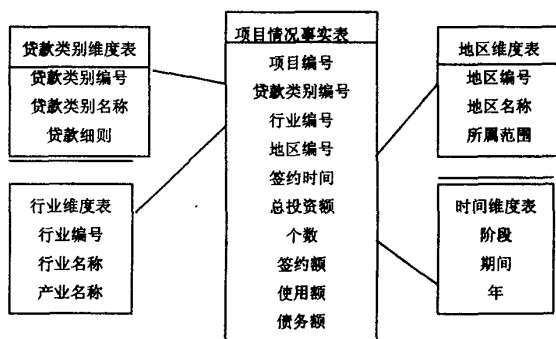 贷款类别维度表
贷款类别编号
贷款类别名称
贷款细则
行业维度表
行业编号
行业名称
产业名称
项目情况事实表
项目编号
贷款类别编号
行业编号
地区编号
签约时间
总投资额
个数
签约额
使用额
债务额
地区维度表
地区编号
地区名称
所属范围
时间维度表
阶段
期间
年